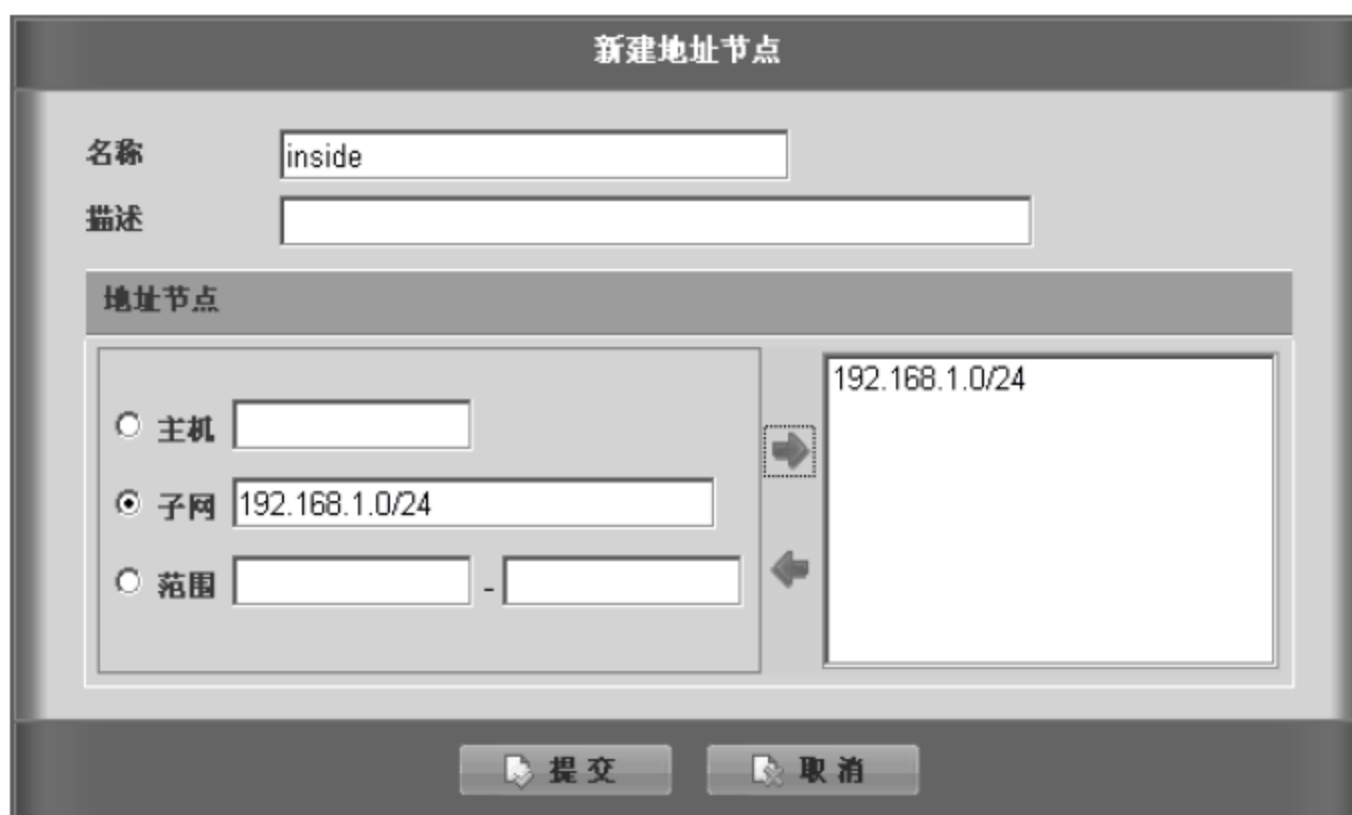 新建地址节点
名称 inside
描述
地址节点
主机
子网 192.168.1.0/24
范围 -
192.168.1.0/24
提交 取消